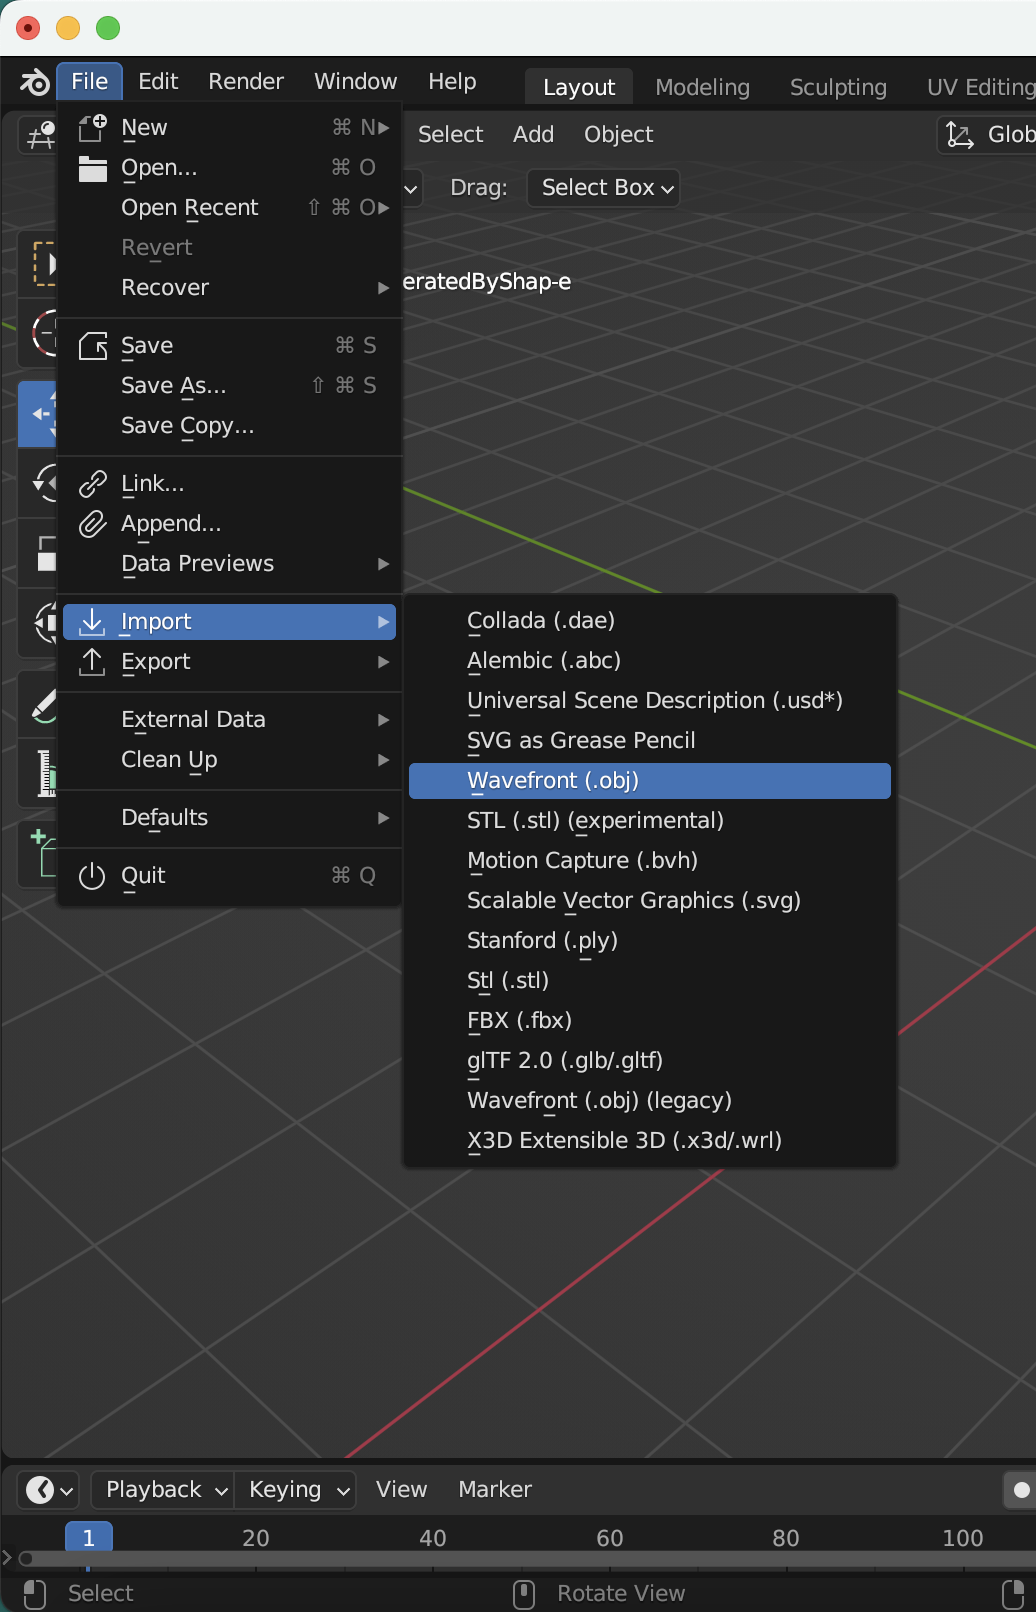 File Edit Render Window Help Layout Modeling Sculpting UV Editing
New ⌘ N▶ Select Add Object Glob
Open... ⌘ O Drag: Select Box
Open Recent ⇧ ⌘ O▶
Revert
Recover ▶ eratedByShap-e
Save ⌘ S
Save As... ⇧ ⌘ S
Save Copy...
Link...
Append...
Data Previews ▶
Import ▶
Export ▶
External Data ▶
Clean Up ▶
Defaults ▶
Quit ⌘ Q
Collada (.dae)
Alembic (.abc)
Universal Scene Description (.usd*)
SVG as Grease Pencil
Wavefront (.obj)
STL (.stl) (experimental)
Motion Capture (.bvh)
Scalable Vector Graphics (.svg)
Stanford (.ply)
Stl (.stl)
FBX (.fbx)
glTF 2.0 (.glb/.gltf)
Wavefront (.obj) (legacy)
X3D Extensible 3D (.x3d/.wrl)
Playback Keying View Marker
1 20 40 60 80 100
Select Rotate View